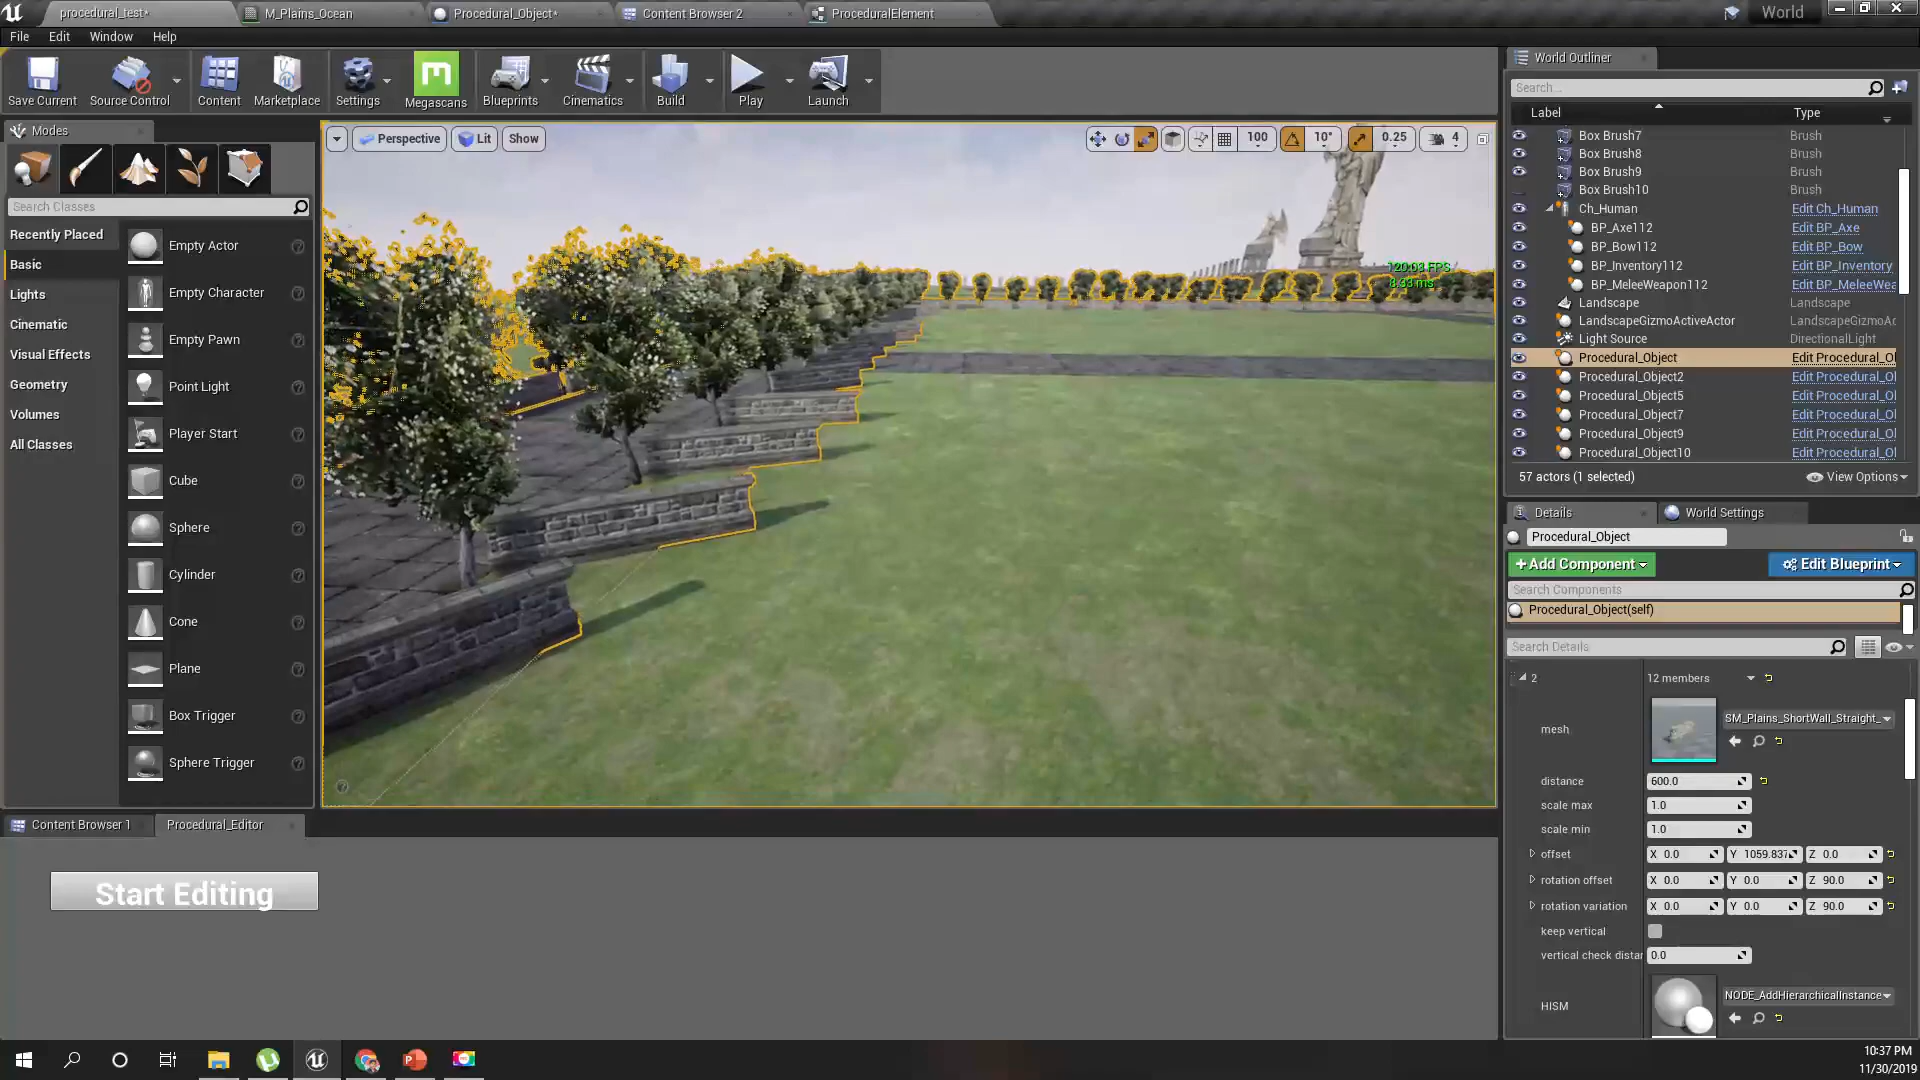 procedural_test*
M_Plains_Ocean
Procedural_Object*
Content Browser 2
ProceduralElement
World
File Edit Window Help
Save Current
Source Control
Content
Marketplace
Settings
Megascans
Blueprints
Cinematics
Build
Play
Launch
Modes
Search Classes
Recently Placed
Basic
Lights
Cinematic
Visual Effects
Geometry
Volumes
All Classes
Empty Actor
Empty Character
Empty Pawn
Point Light
Player Start
Cube
Sphere
Cylinder
Cone
Plane
Box Trigger
Sphere Trigger
Perspective Lit Show
100 10° 0.25 4
120.03 FPS
8.33 ms
World Outliner
Search...
Label Type
Box Brush7 Brush
Box Brush8 Brush
Box Brush9 Brush
Box Brush10 Brush
Ch_Human Edit Ch_Human
BP_Axe112 Edit BP_Axe
BP_Bow112 Edit BP_Bow
BP_Inventory112 Edit BP_Inventory
BP_MeleeWeapon112 Edit BP_MeleeWea
Landscape Landscape
LandscapeGizmoActiveActor LandscapeGizmoAc
Light Source DirectionalLight
Procedural_Object Edit Procedural_Ol
Procedural_Object2 Edit Procedural_Ol
Procedural_Object5 Edit Procedural_Ol
Procedural_Object7 Edit Procedural_Ol
Procedural_Object9 Edit Procedural_Ol
Procedural_Object10 Edit Procedural_Ol
57 actors (1 selected) View Options
Details World Settings
Procedural_Object
+Add Component Edit Blueprint
Search Components
Procedural_Object(self)
Search Details
2 12 members
mesh SM_Plains_ShortWall_Straight_
distance 600.0
scale max 1.0
scale min 1.0
offset X 0.0 Y 1059.837 Z 0.0
rotation offset X 0.0 Y 0.0 Z 90.0
rotation variation X 0.0 Y 0.0 Z 90.0
keep vertical
vertical check distar 0.0
HISM NODE_AddHierarchicalInstance
Content Browser 1
Procedural_Editor
Start Editing
10:37 PM
11/30/2019